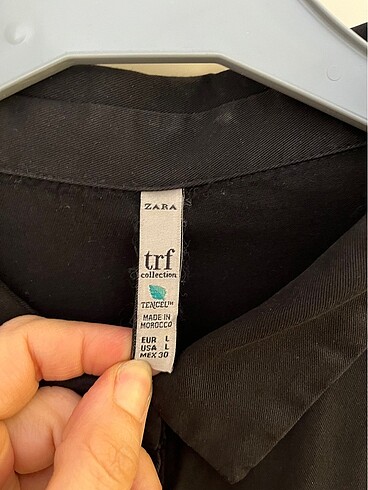 ZARA
trf
collection
TENCEL™
MADE IN
MOROCCO
EUR L
USA L
MEX 30